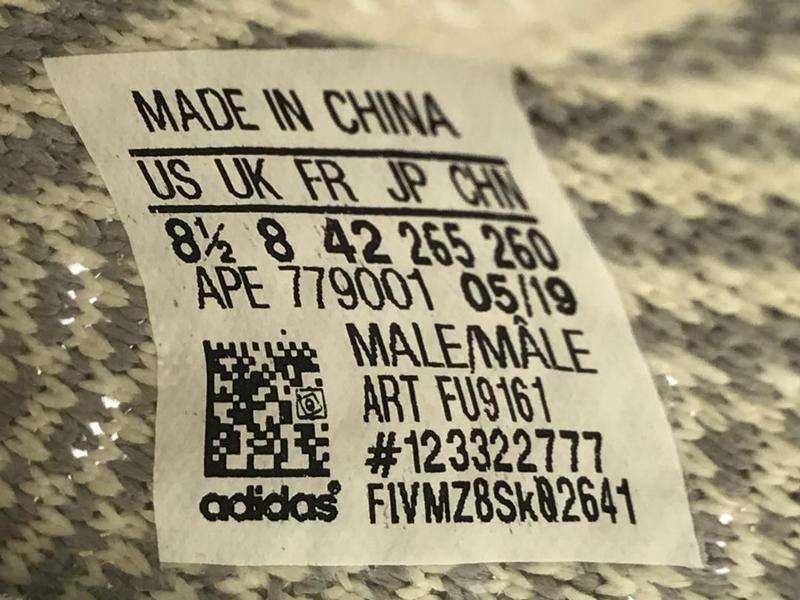 MADE IN CHINA
US UK FR JP CHN
8½ 8 42 265 260
APE 779001 05/19
MALE/MÂLE
ART FU9161
#123322777
adidas® FIVMZ8Sk02641